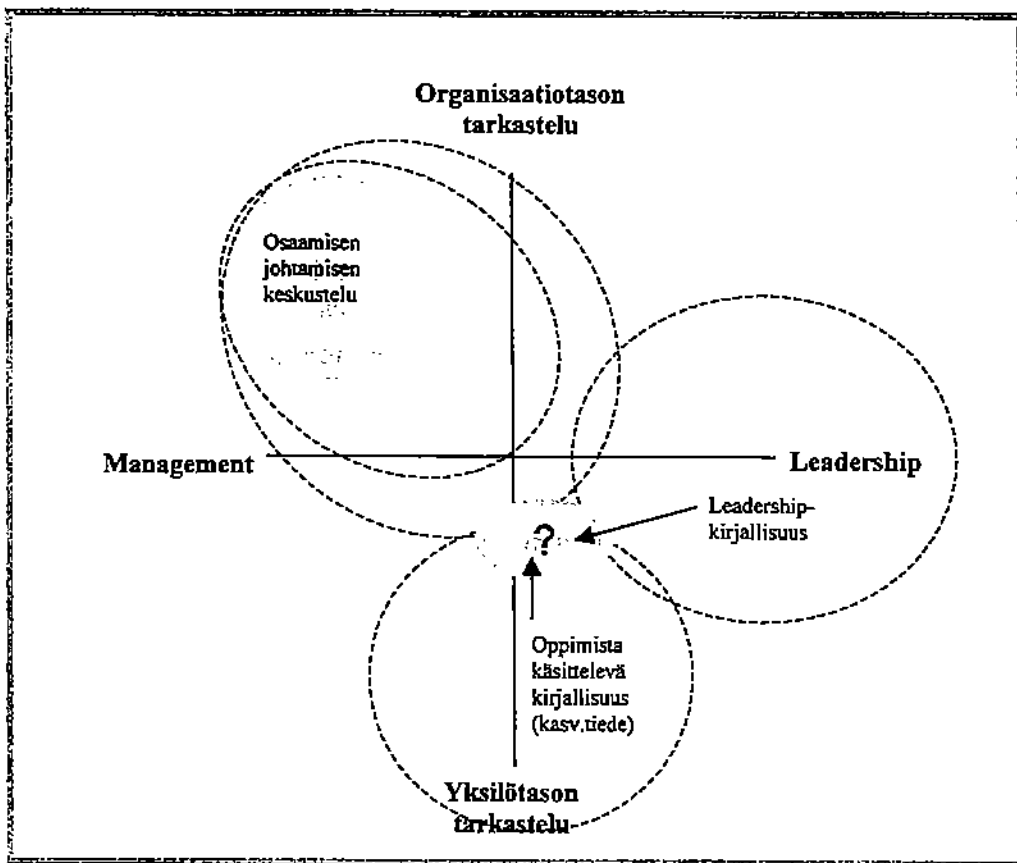 Organisaatiotason
tarkastelu
Osaamisen
johtamisen
keskustelu
Management
Leadership
Leadership-
kirjallisuus
?
Oppimista
käsittelevä
kirjallisuus
(kasv.tiede)
Yksilötason
tarkastelu